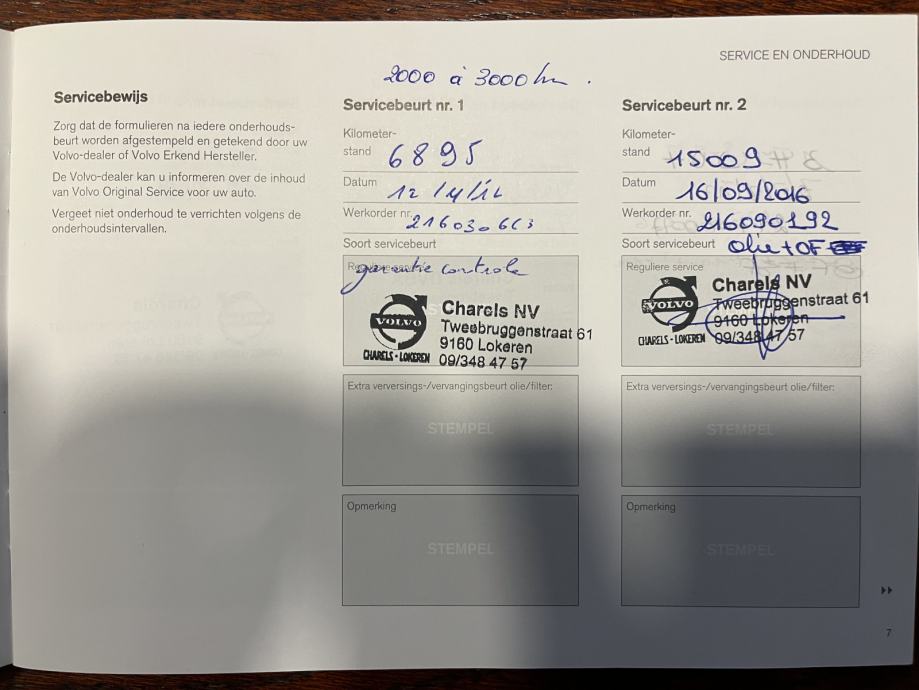 SERVICE EN ONDERHOUD
2000 à 3000 km.
Servicebewijs
Zorg dat de formulieren na iedere onderhouds-
beurt worden afgestempeld en getekend door uw
Volvo-dealer of Volvo Erkend Hersteller.
De Volvo-dealer kan u informeren over de inhoud
van Volvo Original Service voor uw auto.
Vergeet niet onderhoud te verrichten volgens de
onderhoudsintervallen.
Servicebeurt nr. 1
Kilometer-
stand 6895
Datum 12/4/16
Werkorder nr. 216030663
Soort servicebeurt
Reguliere service
garantie controle
VOLVO
CHARELS - LOKEREN
Charels NV
Tweebruggenstraat 61
9160 Lokeren
09/348 47 57
Extra verversings-/vervangingsbeurt olie/filter:
STEMPEL
Opmerking
STEMPEL
Servicebeurt nr. 2
Kilometer-
stand 15009
Datum 16/09/2016
Werkorder nr. 216090192
Soort servicebeurt olie + OF
Reguliere service
VOLVO
CHARELS - LOKEREN
Charels NV
Tweebruggenstraat 61
9160 Lokeren
09/348 47 57
Extra verversings-/vervangingsbeurt olie/filter:
STEMPEL
Opmerking
STEMPEL
7